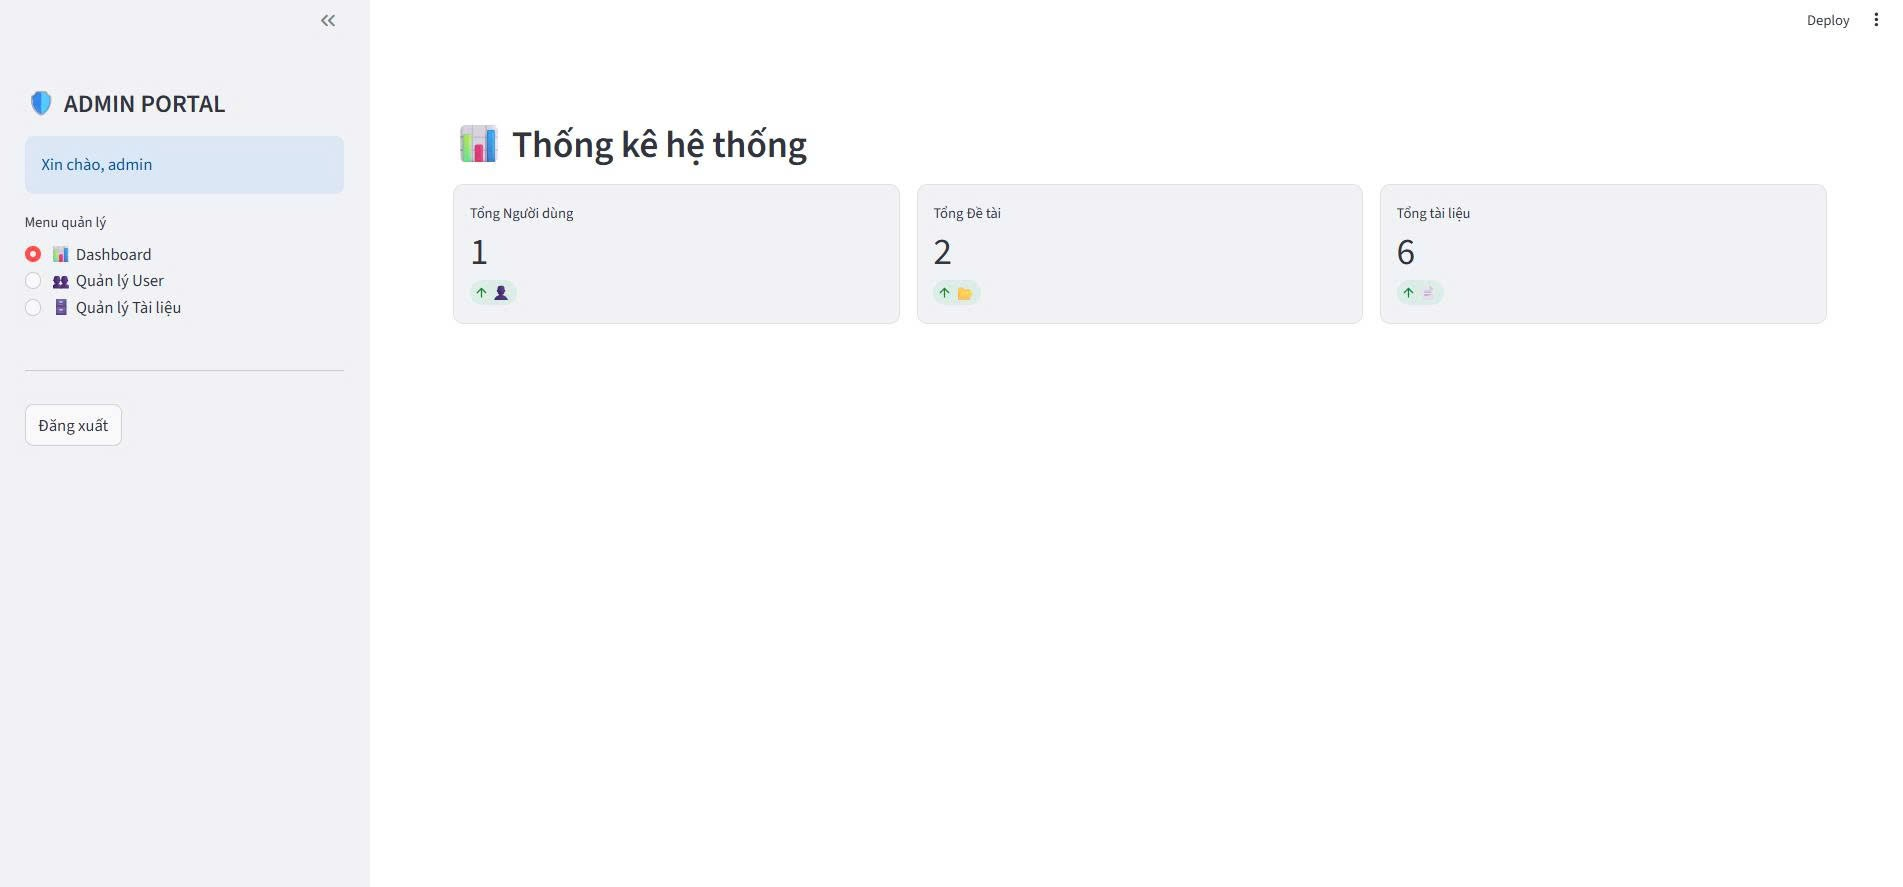 Deploy
ADMIN PORTAL
Xin chào, admin
Menu quản lý
Dashboard
Quản lý User
Quản lý Tài liệu
Đăng xuất
Thống kê hệ thống
Tổng Người dùng
1
Tổng Đề tài
2
Tổng tài liệu
6